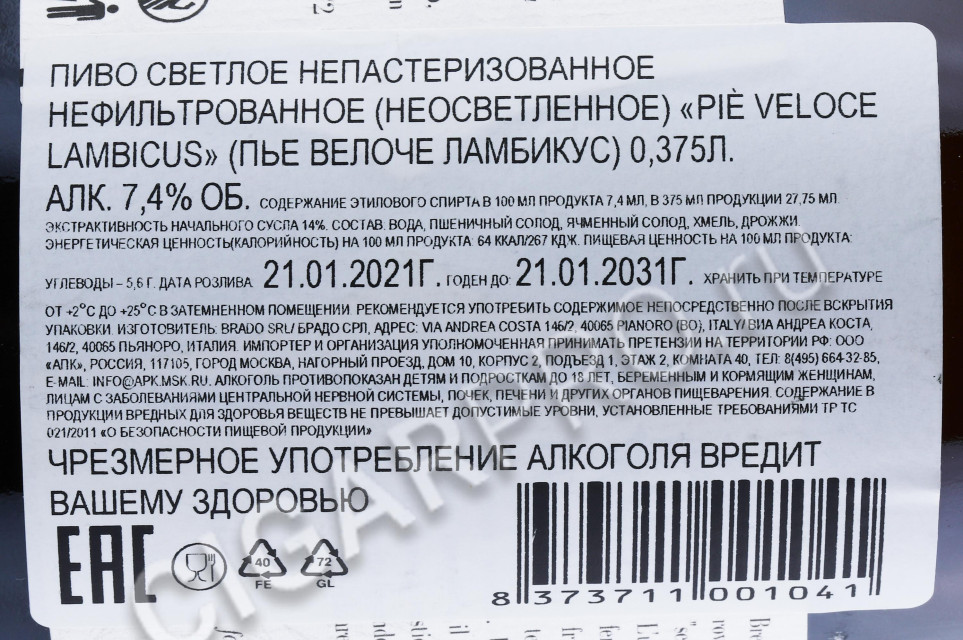 ПИВО СВЕТЛОЕ НЕПАСТЕРИЗОВАННОЕ
НЕФИЛЬТРОВАННОЕ (НЕОСВЕТЛЕННОЕ) «PIÈ VELOCE
LAMBICUS» (ПЬЕ ВЕЛОЧЕ ЛАМБИКУС) 0,375Л.
АЛК. 7,4% ОБ. СОДЕРЖАНИЕ ЭТИЛОВОГО СПИРТА В 100 МЛ ПРОДУКТА 7,4 МЛ, В 375 МЛ ПРОДУКЦИИ 27,75 МЛ.
ЭКСТРАКТИВНОСТЬ НАЧАЛЬНОГО СУСЛА 14%. СОСТАВ: ВОДА, ПШЕНИЧНЫЙ СОЛОД, ЯЧМЕННЫЙ СОЛОД, ХМЕЛЬ, ДРОЖЖИ.
ЭНЕРГЕТИЧЕСКАЯ ЦЕННОСТЬ(КАЛОРИЙНОСТЬ) НА 100 МЛ ПРОДУКТА: 64 ККАЛ/267 КДЖ. ПИЩЕВАЯ ЦЕННОСТЬ НА 100 МЛ ПРОДУКТА:
УГЛЕВОДЫ – 5,6 Г. ДАТА РОЗЛИВА: 21.01.2021Г. ГОДЕН ДО: 21.01.2031Г. ХРАНИТЬ ПРИ ТЕМПЕРАТУРЕ
ОТ +2°С ДО +25°С В ЗАТЕМНЕННОМ ПОМЕЩЕНИИ. РЕКОМЕНДУЕТСЯ УПОТРЕБИТЬ СОДЕРЖИМОЕ НЕПОСРЕДСТВЕННО ПОСЛЕ ВСКРЫТИЯ
УПАКОВКИ. ИЗГОТОВИТЕЛЬ: BRADO SRL/ БРАДО СРЛ, АДРЕС: VIA ANDREA COSTA 146/2, 40065 PIANORO (BO), ITALY/ ВИА АНДРЕА КОСТА,
146/2, 40065 ПЬЯНОРО, ИТАЛИЯ. ИМПОРТЕР И ОРГАНИЗАЦИЯ УПОЛНОМОЧЕННАЯ ПРИНИМАТЬ ПРЕТЕНЗИИ НА ТЕРРИТОРИИ РФ: ООО
«АПК», РОССИЯ, 117105, ГОРОД МОСКВА, НАГОРНЫЙ ПРОЕЗД, ДОМ 10, КОРПУС 2, ПОДЪЕЗД 1, ЭТАЖ 2, КОМНАТА 40, ТЕЛ: 8(495) 664-32-85,
E-MAIL: INFO@APK.MSK.RU. АЛКОГОЛЬ ПРОТИВОПОКАЗАН ДЕТЯМ И ПОДРОСТКАМ ДО 18 ЛЕТ, БЕРЕМЕННЫМ И КОРМЯЩИМ ЖЕНЩИНАМ,
ЛИЦАМ С ЗАБОЛЕВАНИЯМИ ЦЕНТРАЛЬНОЙ НЕРВНОЙ СИСТЕМЫ, ПОЧЕК, ПЕЧЕНИ И ДРУГИХ ОРГАНОВ ПИЩЕВАРЕНИЯ. СОДЕРЖАНИЕ В
ПРОДУКЦИИ ВРЕДНЫХ ДЛЯ ЗДОРОВЬЯ ВЕЩЕСТВ НЕ ПРЕВЫШАЕТ ДОПУСТИМЫЕ УРОВНИ, УСТАНОВЛЕННЫЕ ТРЕБОВАНИЯМИ ТР ТС
021/2011 «О БЕЗОПАСНОСТИ ПИЩЕВОЙ ПРОДУКЦИИ»
ЧРЕЗМЕРНОЕ УПОТРЕБЛЕНИЕ АЛКОГОЛЯ ВРЕДИТ
ВАШЕМУ ЗДОРОВЬЮ
EAC
40
FE
72
GL
8 373711 001041
CIGARPRO.ru